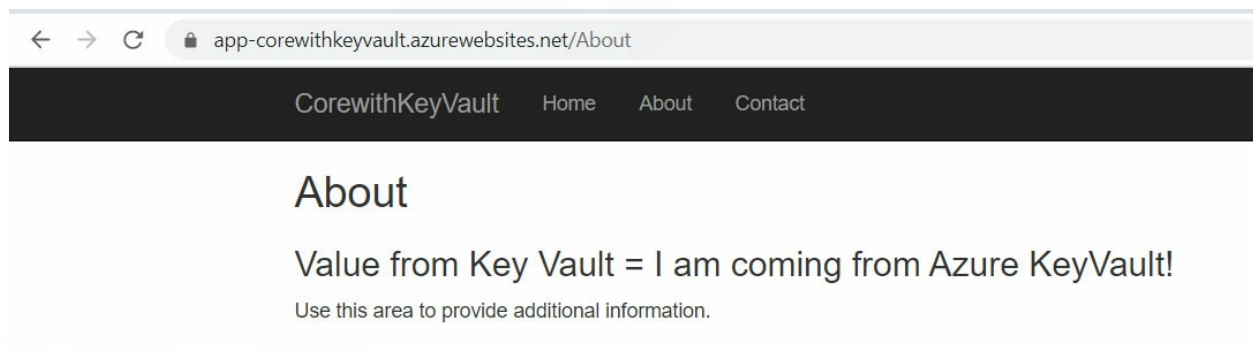 app-corewithkeyvault.azurewebsites.net/About
CorewithKeyVault Home About Contact
About
Value from Key Vault = I am coming from Azure KeyVault!
Use this area to provide additional information.